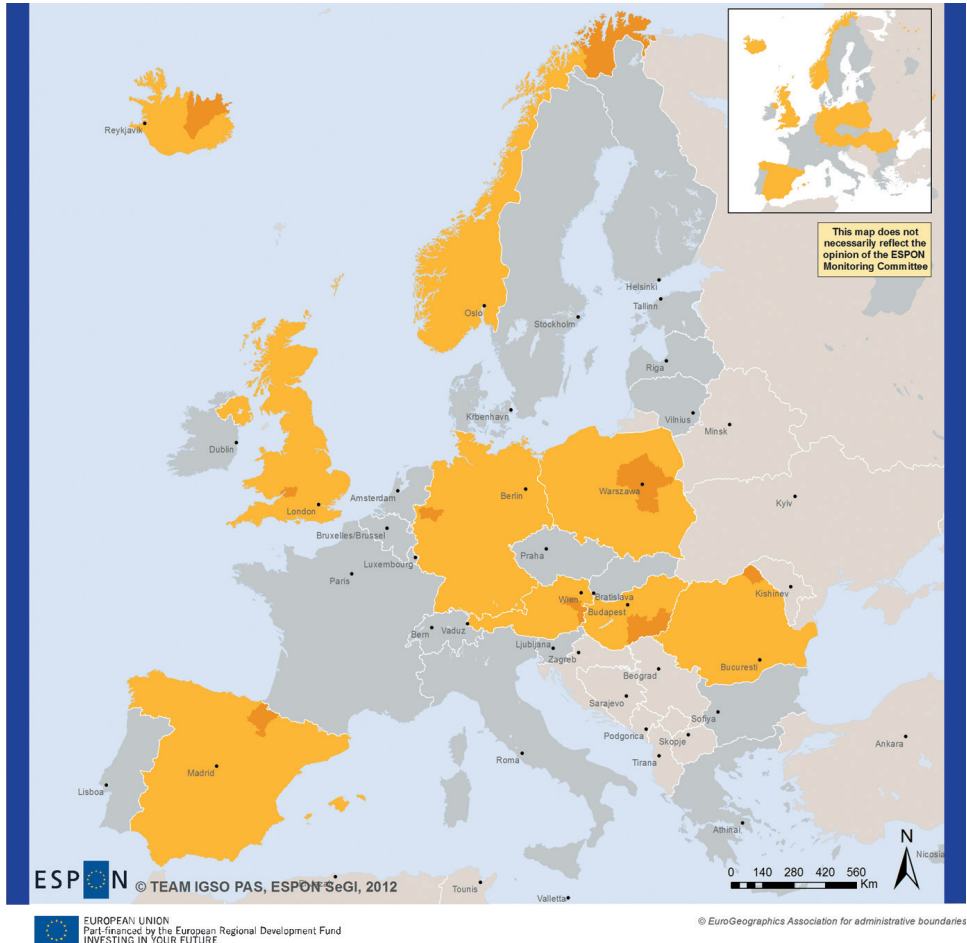 Reykjavik
This map does not
necessarily reflect the
opinion of the ESPON
Monitoring Committee
Helsinki
Tallinn
Oslo
Stockholm
Riga
København
Vilnius
Minsk
Dublin
Amsterdam
Berlin
Warszawa
Kyiv
London
Bruxelles/Brussel
Luxembourg
Praha
Paris
Wien
Bratislava
Kishinev
Budapest
Bern
Vaduz
Ljubljana
Zagreb
Bucuresti
Beograd
Sarajevo
Sofiya
Podgorica
Skopje
Ankara
Madrid
Roma
Tirana
Lisboa
Athinai
N
Nicosia
ESPON © TEAM IGSO PAS, ESPON SeGI, 2012
Tounis
0 140 280 420 560
Km
Valletta
EUROPEAN UNION
Part-financed by the European Regional Development Fund
INVESTING IN YOUR FUTURE
© EuroGeographics Association for administrative boundaries